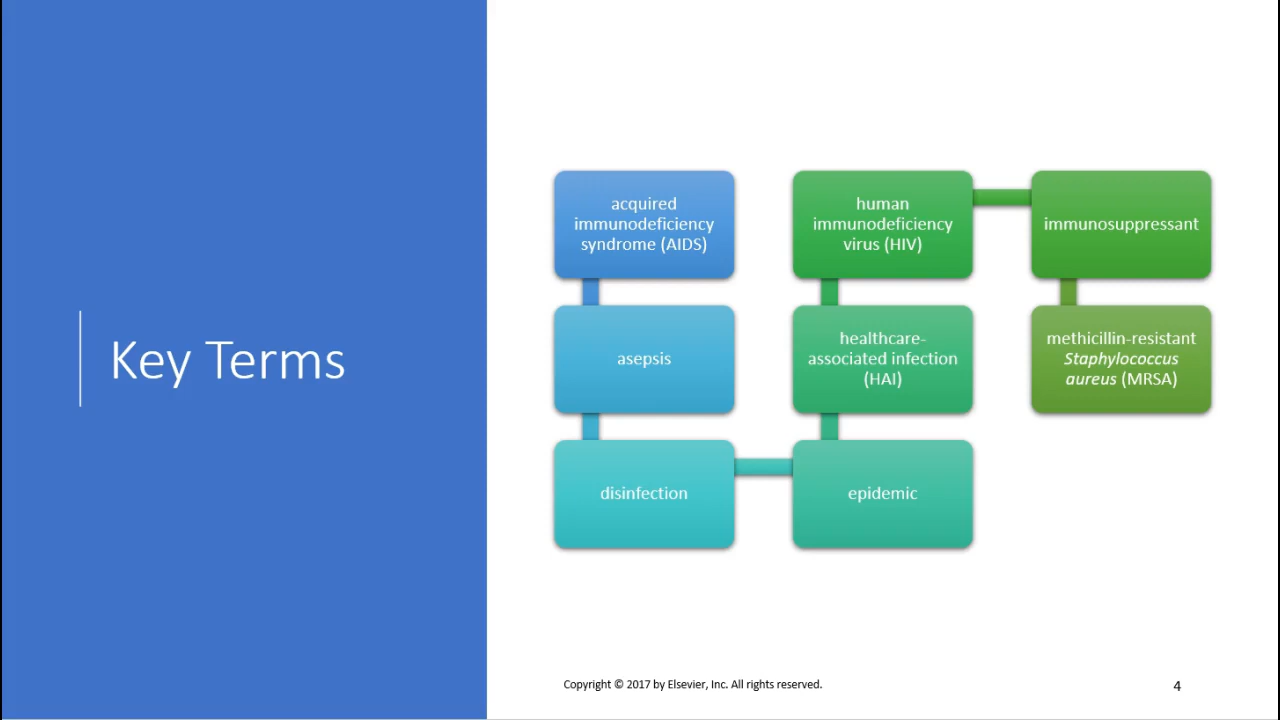 Key Terms
acquired
immunodeficiency
syndrome (AIDS)
asepsis
disinfection
epidemic
healthcare-
associated infection
(HAI)
human
immunodeficiency
virus (HIV)
immunosuppressant
methicillin-resistant
Staphylococcus
aureus (MRSA)
Copyright © 2017 by Elsevier, Inc. All rights reserved.
4